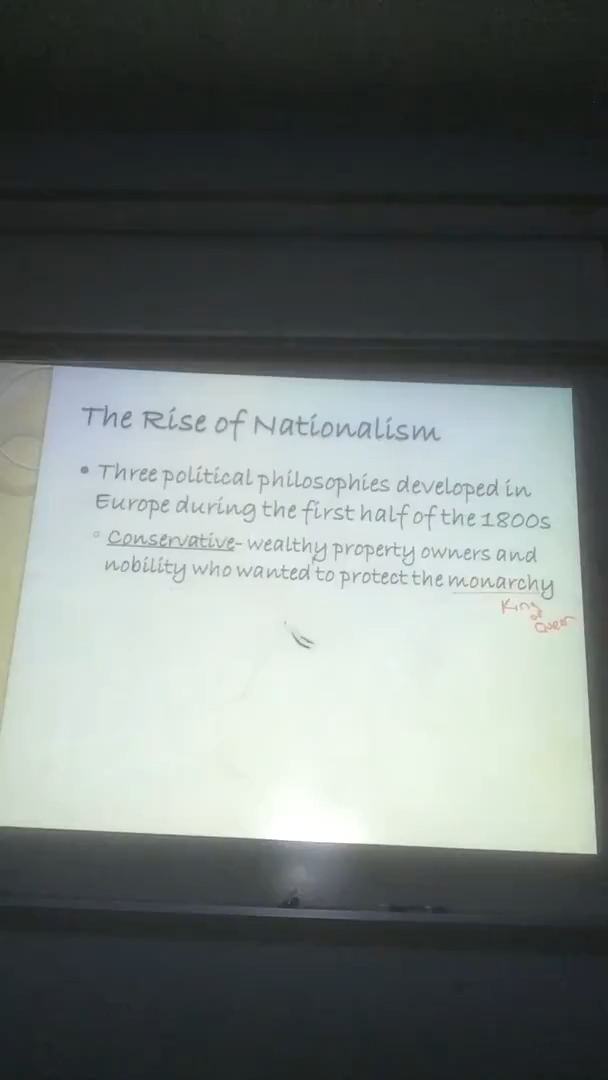 The Rise of Nationalism
• Three political philosophies developed in
Europe during the first half of the 1800s
▫ Conservative- wealthy property owners and
nobility who wanted to protect the monarchy
King
or
Queen